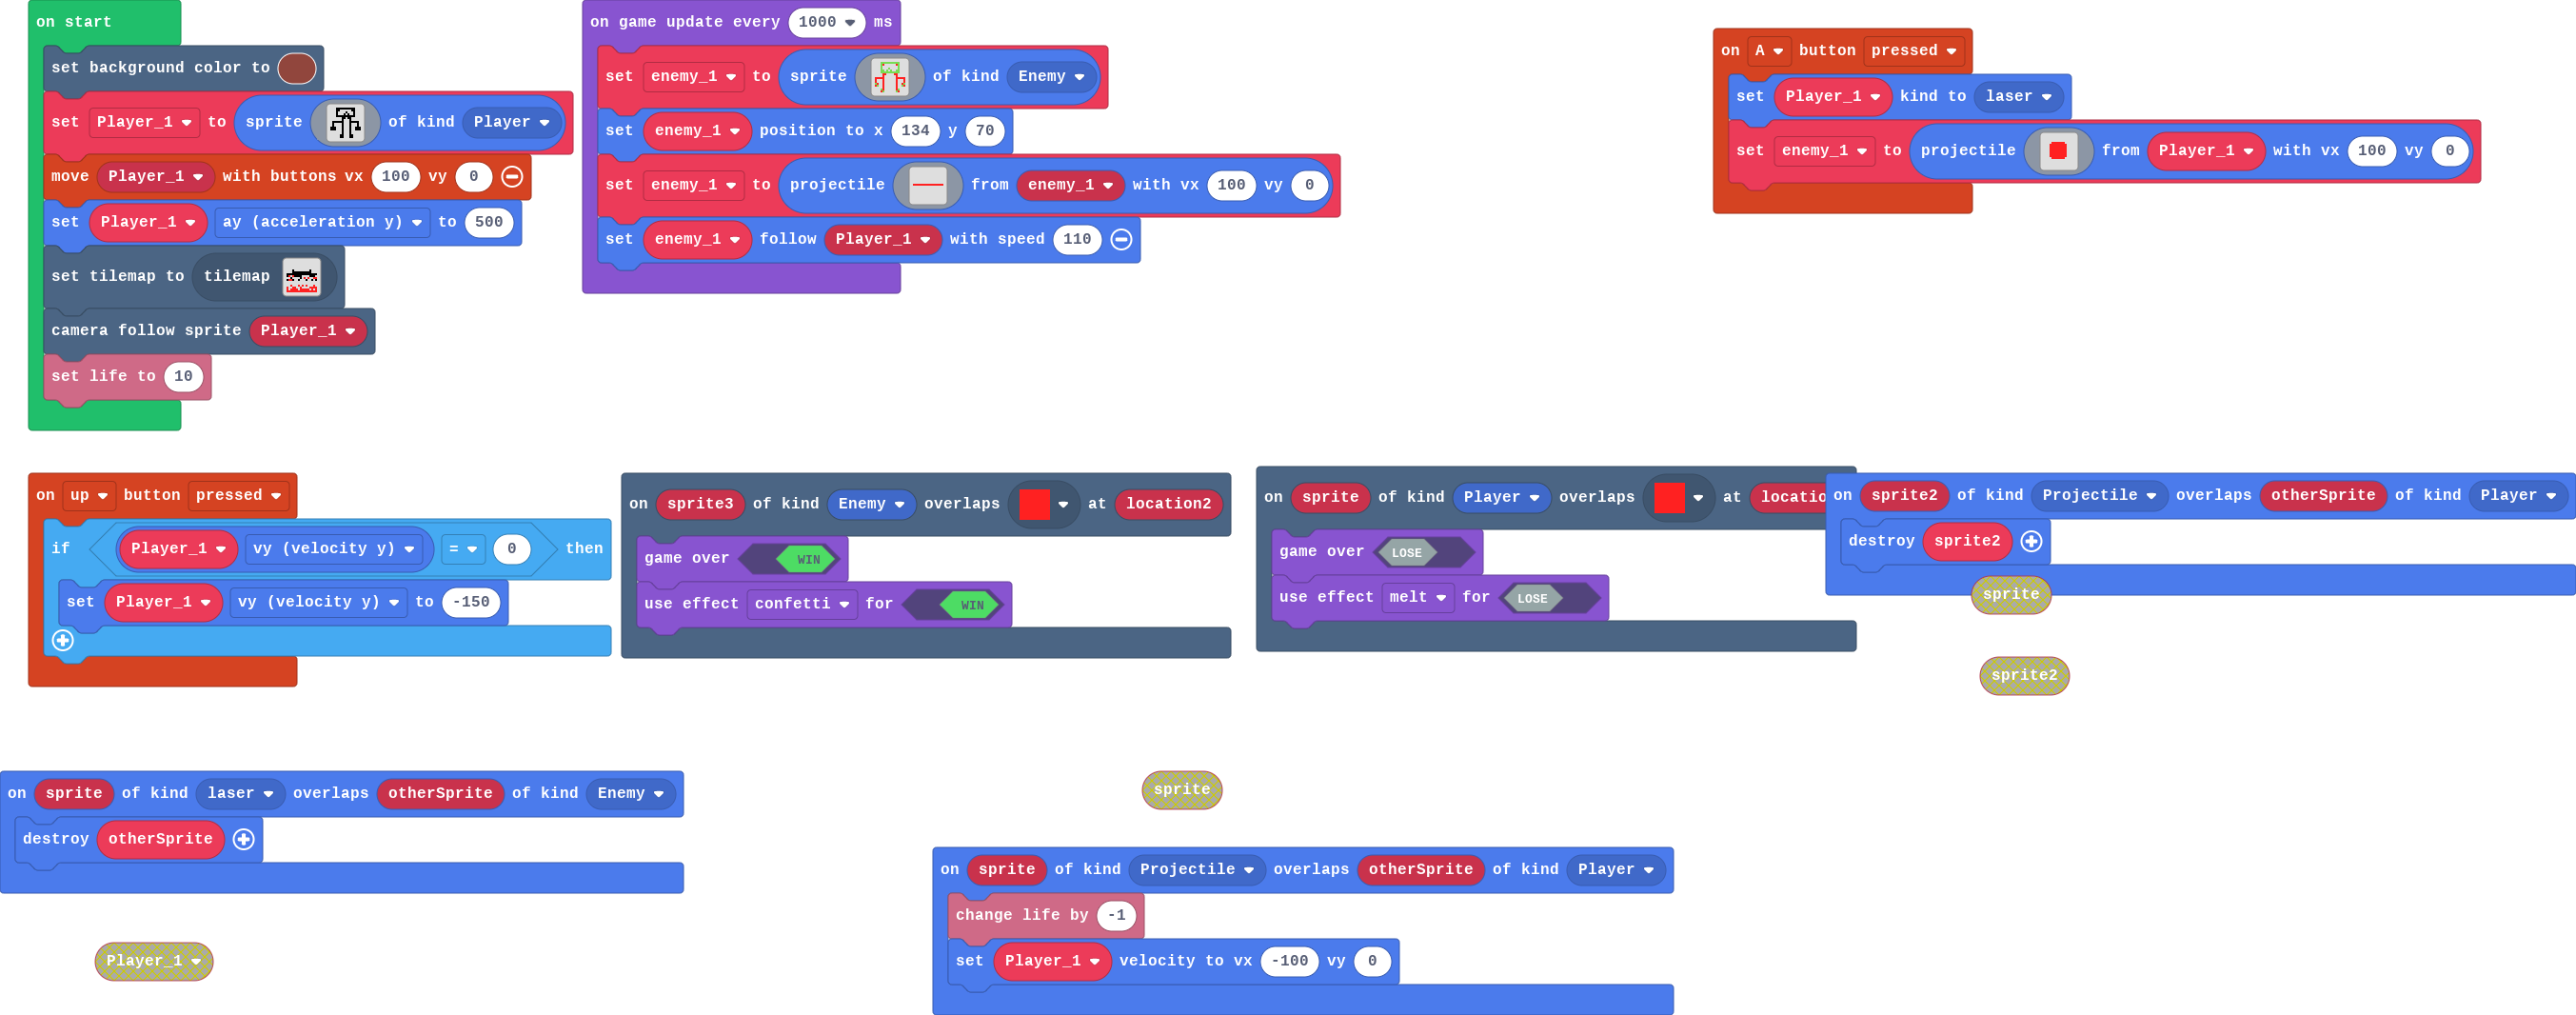 on start
set background color to
set Player_1 to sprite of kind Player
move Player_1 with buttons vx 100 vy 0
set Player_1 ay (acceleration y) to 500
set tilemap to tilemap
camera follow sprite Player_1
set life to 10
on game update every 1000 ms
set enemy_1 to sprite of kind Enemy
set enemy_1 position to x 134 y 70
set enemy_1 to projectile from enemy_1 with vx 100 vy 0
set enemy_1 follow Player_1 with speed 110
on A button pressed
set Player_1 kind to laser
set enemy_1 to projectile from Player_1 with vx 100 vy 0
on up button pressed
if Player_1 vy (velocity y) = 0 then
set Player_1 vy (velocity y) to -150
on sprite3 of kind Enemy overlaps at location2
game over WIN
use effect confetti for WIN
on sprite of kind Player overlaps at locatio
game over LOSE
use effect melt for LOSE
on sprite2 of kind Projectile overlaps otherSprite of kind Player
destroy sprite2
sprite
sprite2
on sprite of kind laser overlaps otherSprite of kind Enemy
destroy otherSprite
Player_1
sprite
on sprite of kind Projectile overlaps otherSprite of kind Player
change life by -1
set Player_1 velocity to vx -100 vy 0